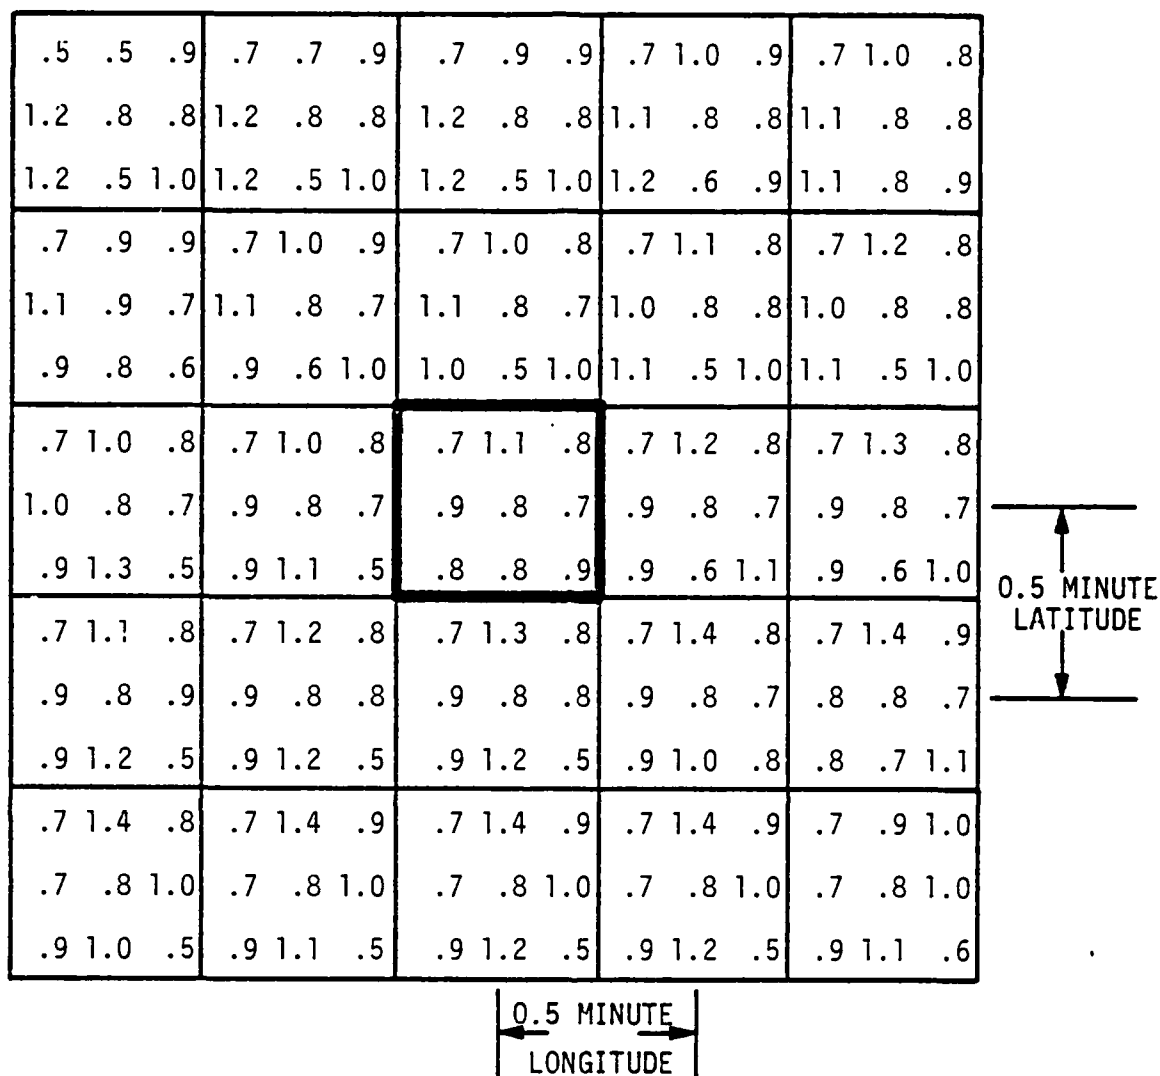 .5 .5 .9 .7 .7 .9 .7 .9 .9 .7 1.0 .9 .7 1.0 .8
1.2 .8 .8 1.2 .8 .8 1.2 .8 .8 1.1 .8 .8 1.1 .8 .8
1.2 .5 1.0 1.2 .5 1.0 1.2 .5 1.0 1.2 .6 .9 1.1 .8 .9
.7 .9 .9 .7 1.0 .9 .7 1.0 .8 .7 1.1 .8 .7 1.2 .8
1.1 .9 .7 1.1 .8 .7 1.1 .8 .7 1.0 .8 .8 1.0 .8 .8
.9 .8 .6 .9 .6 1.0 1.0 .5 1.0 1.1 .5 1.0 1.1 .5 1.0
.7 1.0 .8 .7 1.0 .8 .7 1.1 .8 .7 1.2 .8 .7 1.3 .8
1.0 .8 .7 .9 .8 .7 .9 .8 .7 .9 .8 .7 .9 .8 .7
.9 1.3 .5 .9 1.1 .5 .8 .8 .9 .9 .6 1.1 .9 .6 1.0
0.5 MINUTE
LATITUDE
.7 1.1 .8 .7 1.2 .8 .7 1.3 .8 .7 1.4 .8 .7 1.4 .9
.9 .8 .9 .9 .8 .8 .9 .8 .8 .9 .8 .7 .8 .8 .7
.9 1.2 .5 .9 1.2 .5 .9 1.2 .5 .9 1.0 .8 .8 .7 1.1
.7 1.4 .8 .7 1.4 .9 .7 1.4 .9 .7 1.4 .9 .7 .9 1.0
.7 .8 1.0 .7 .8 1.0 .7 .8 1.0 .7 .8 1.0 .7 .8 1.0
.9 1.0 .5 .9 1.1 .5 .9 1.2 .5 .9 1.2 .5 .9 1.1 .6
0.5 MINUTE
LONGITUDE